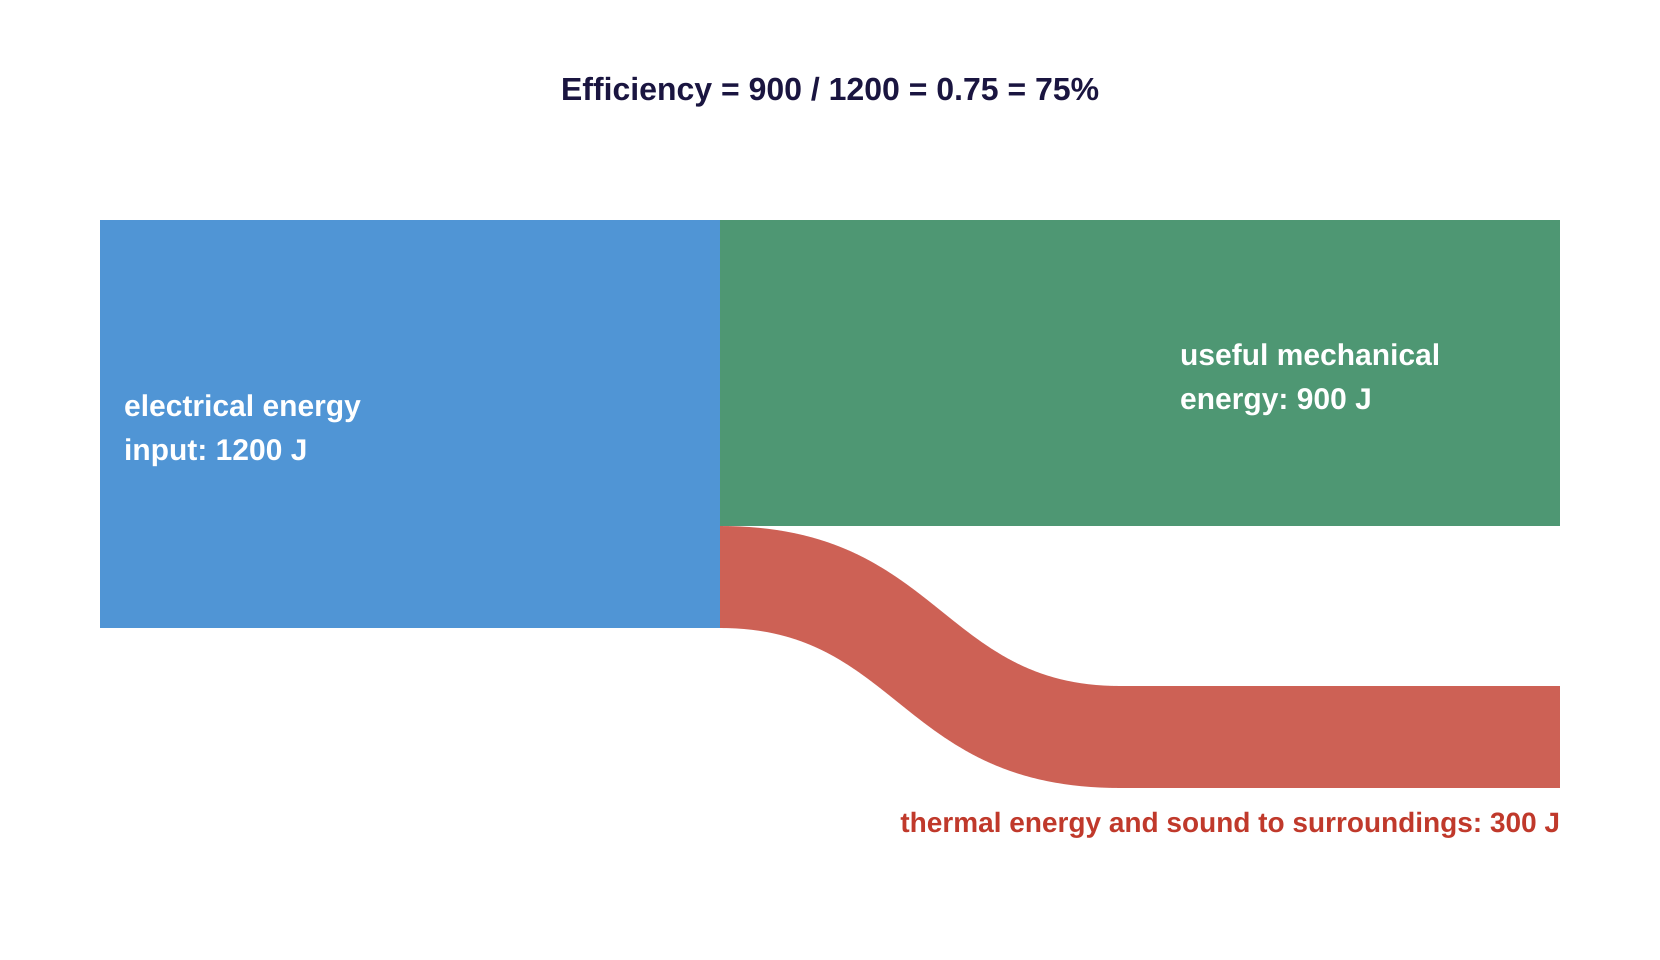 Efficiency = 900 / 1200 = 0.75 = 75%
electrical energy
input: 1200 J
useful mechanical
energy: 900 J
thermal energy and sound to surroundings: 300 J